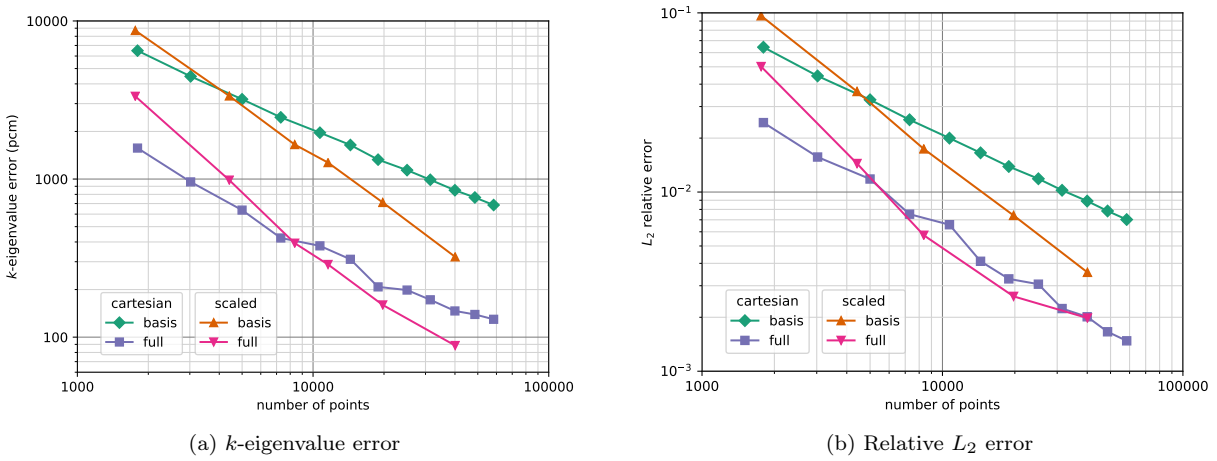 10000
1000
100
k-eigenvalue error (pcm)
cartesian
scaled
basis
basis
full
full
1000
10000
100000
number of points
(a) k-eigenvalue error
10⁻¹
10⁻²
10⁻³
L₂ relative error
cartesian
scaled
basis
basis
full
full
1000
10000
100000
number of points
(b) Relative L₂ error